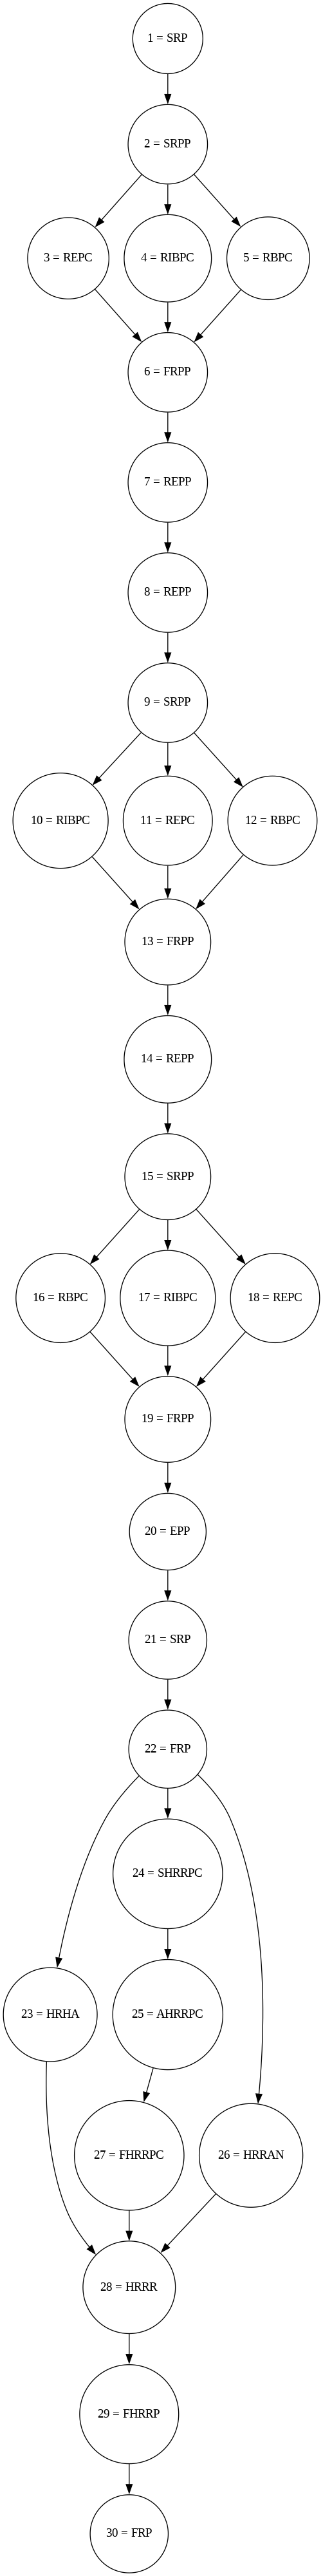 1 = SRP
2 = SRPP
3 = REPC
4 = RIBPC
5 = RBPC
6 = FRPP
7 = REPP
8 = REPP
9 = SRPP
10 = RIBPC
11 = REPC
12 = RBPC
13 = FRPP
14 = REPP
15 = SRPP
16 = RBPC
17 = RIBPC
18 = REPC
19 = FRPP
20 = EPP
21 = SRP
22 = FRP
24 = SHRRPC
23 = HRHA
25 = AHRRPC
27 = FHRRPC
26 = HRRAN
28 = HRRR
29 = FHRRP
30 = FRP